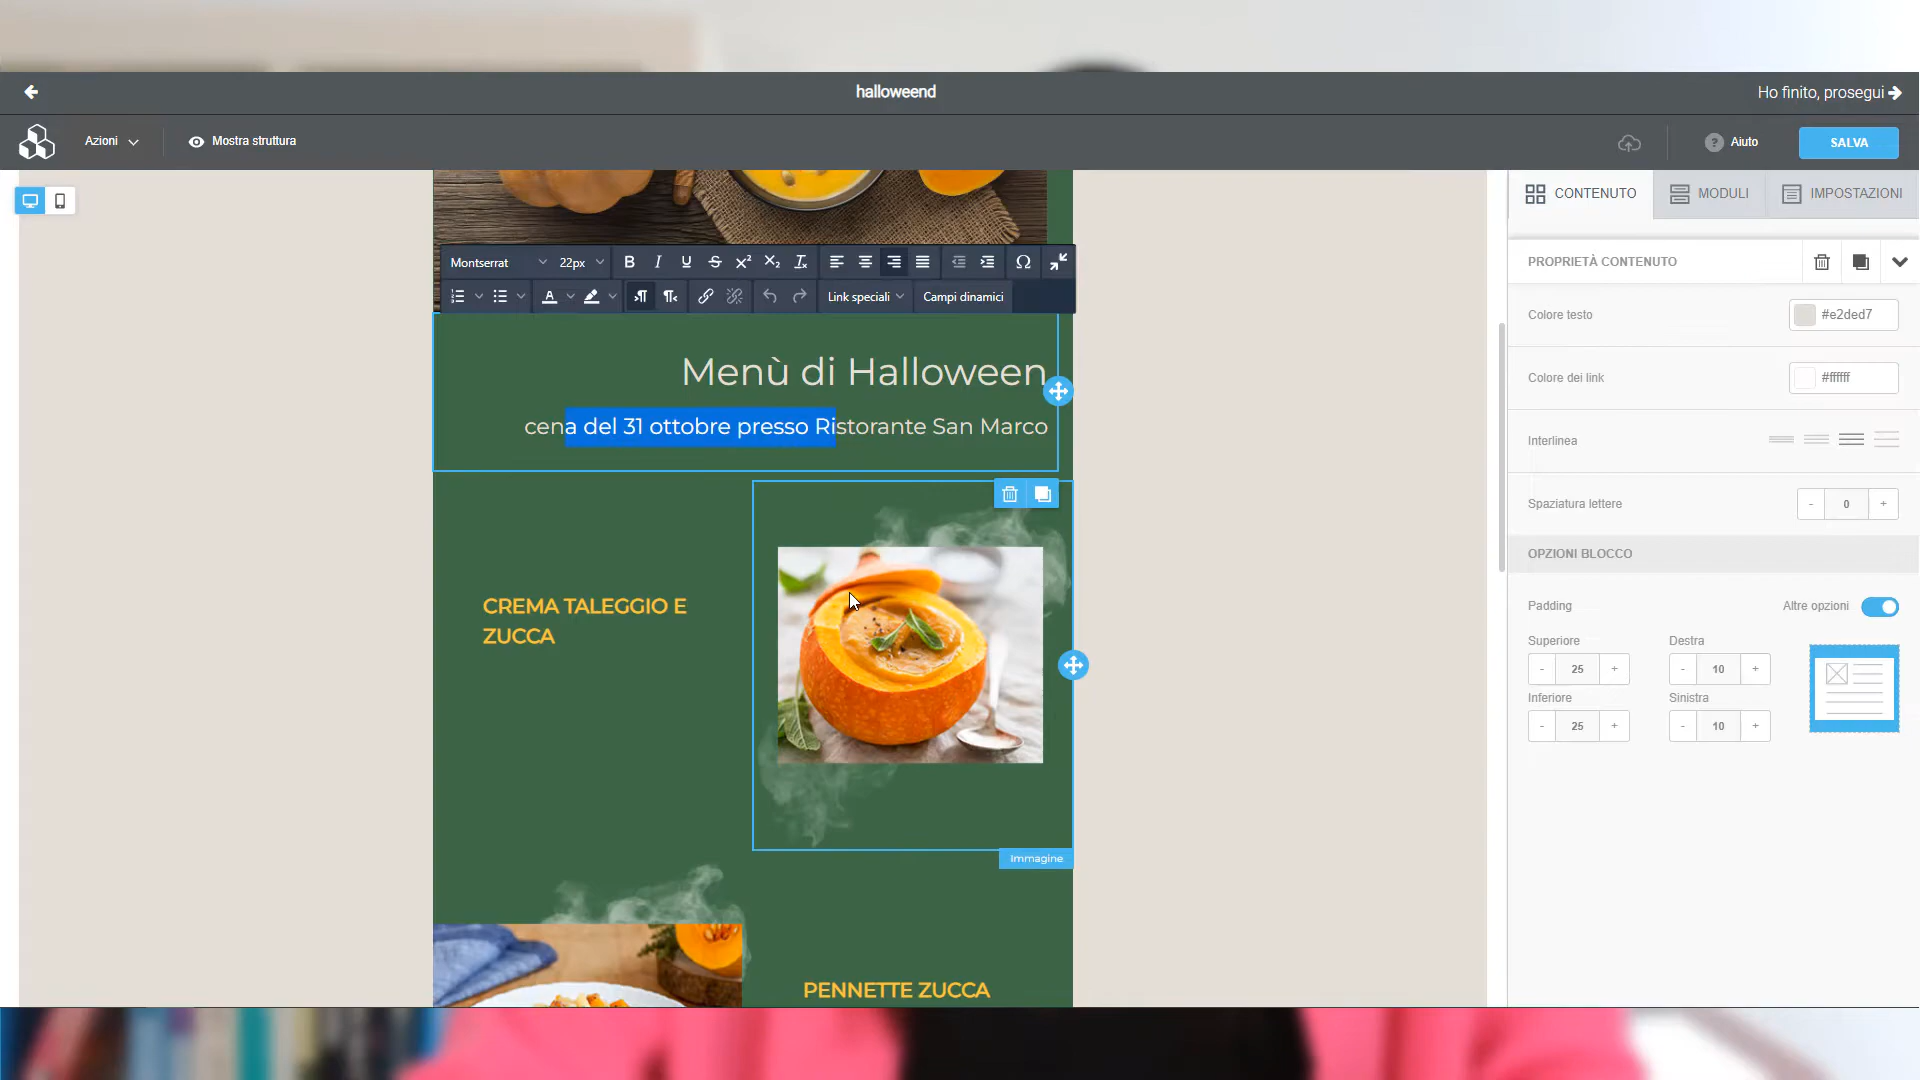 halloweend
Ho finito, prosegui
Azioni
Mostra struttura
? Aiuto
SALVA
CONTENUTO
MODULI
IMPOSTAZIONI
Montserrat
22px
B I U S X² X₂ Tx
Ω
A
Link speciali
Campi dinamici
PROPRIETÀ CONTENUTO
Colore testo
#e2ded7
Colore dei link
#ffffff
Interlinea
Spaziatura lettere
- 0 +
OPZIONI BLOCCO
Padding
Altre opzioni
Superiore
Destra
- 25 +
- 10 +
Inferiore
Sinistra
- 25 +
- 10 +
Menù di Halloween
cena del 31 ottobre presso Ristorante San Marco
CREMA TALEGGIO E
ZUCCA
Immagine
PENNETTE ZUCCA